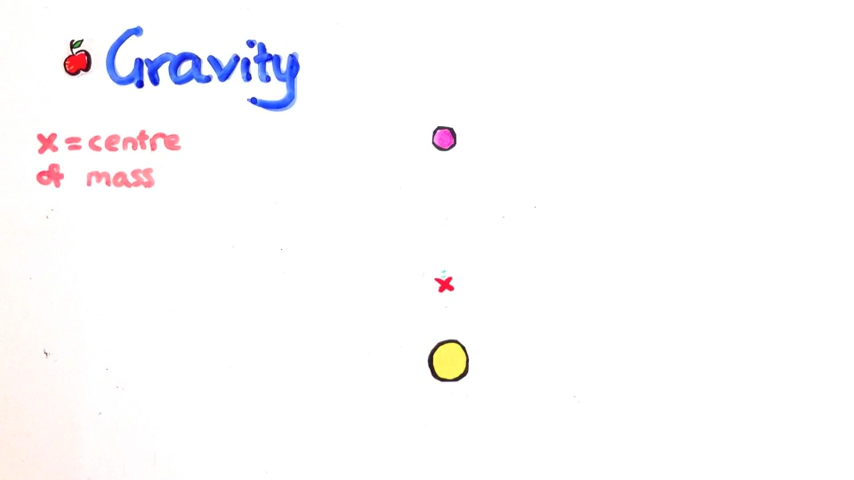 Gravity
x = centre
of mass
x